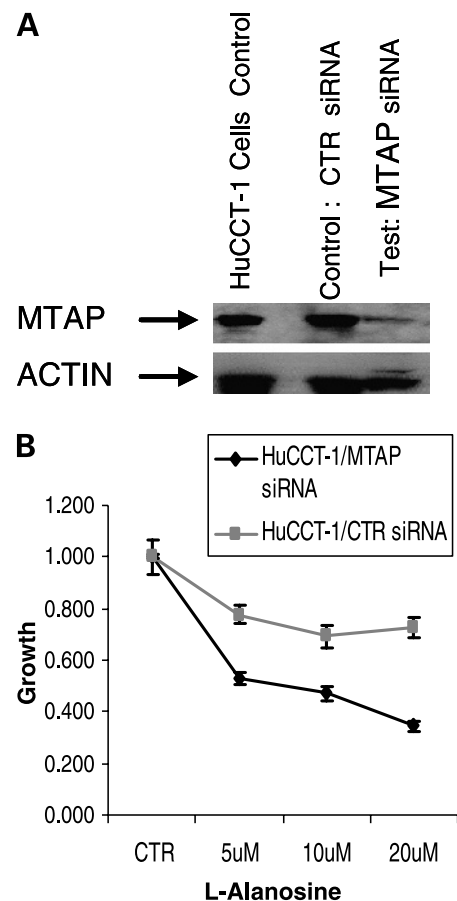 A
HuCCT-1 Cells Control
Control : CTR siRNA
Test: MTAP siRNA
MTAP
ACTIN
B
HuCCT-1/MTAP
siRNA
HuCCT-1/CTR siRNA
1.200
1.000
0.800
0.600
0.400
0.200
0.000
Growth
CTR
5uM
10uM
20uM
L-Alanosine